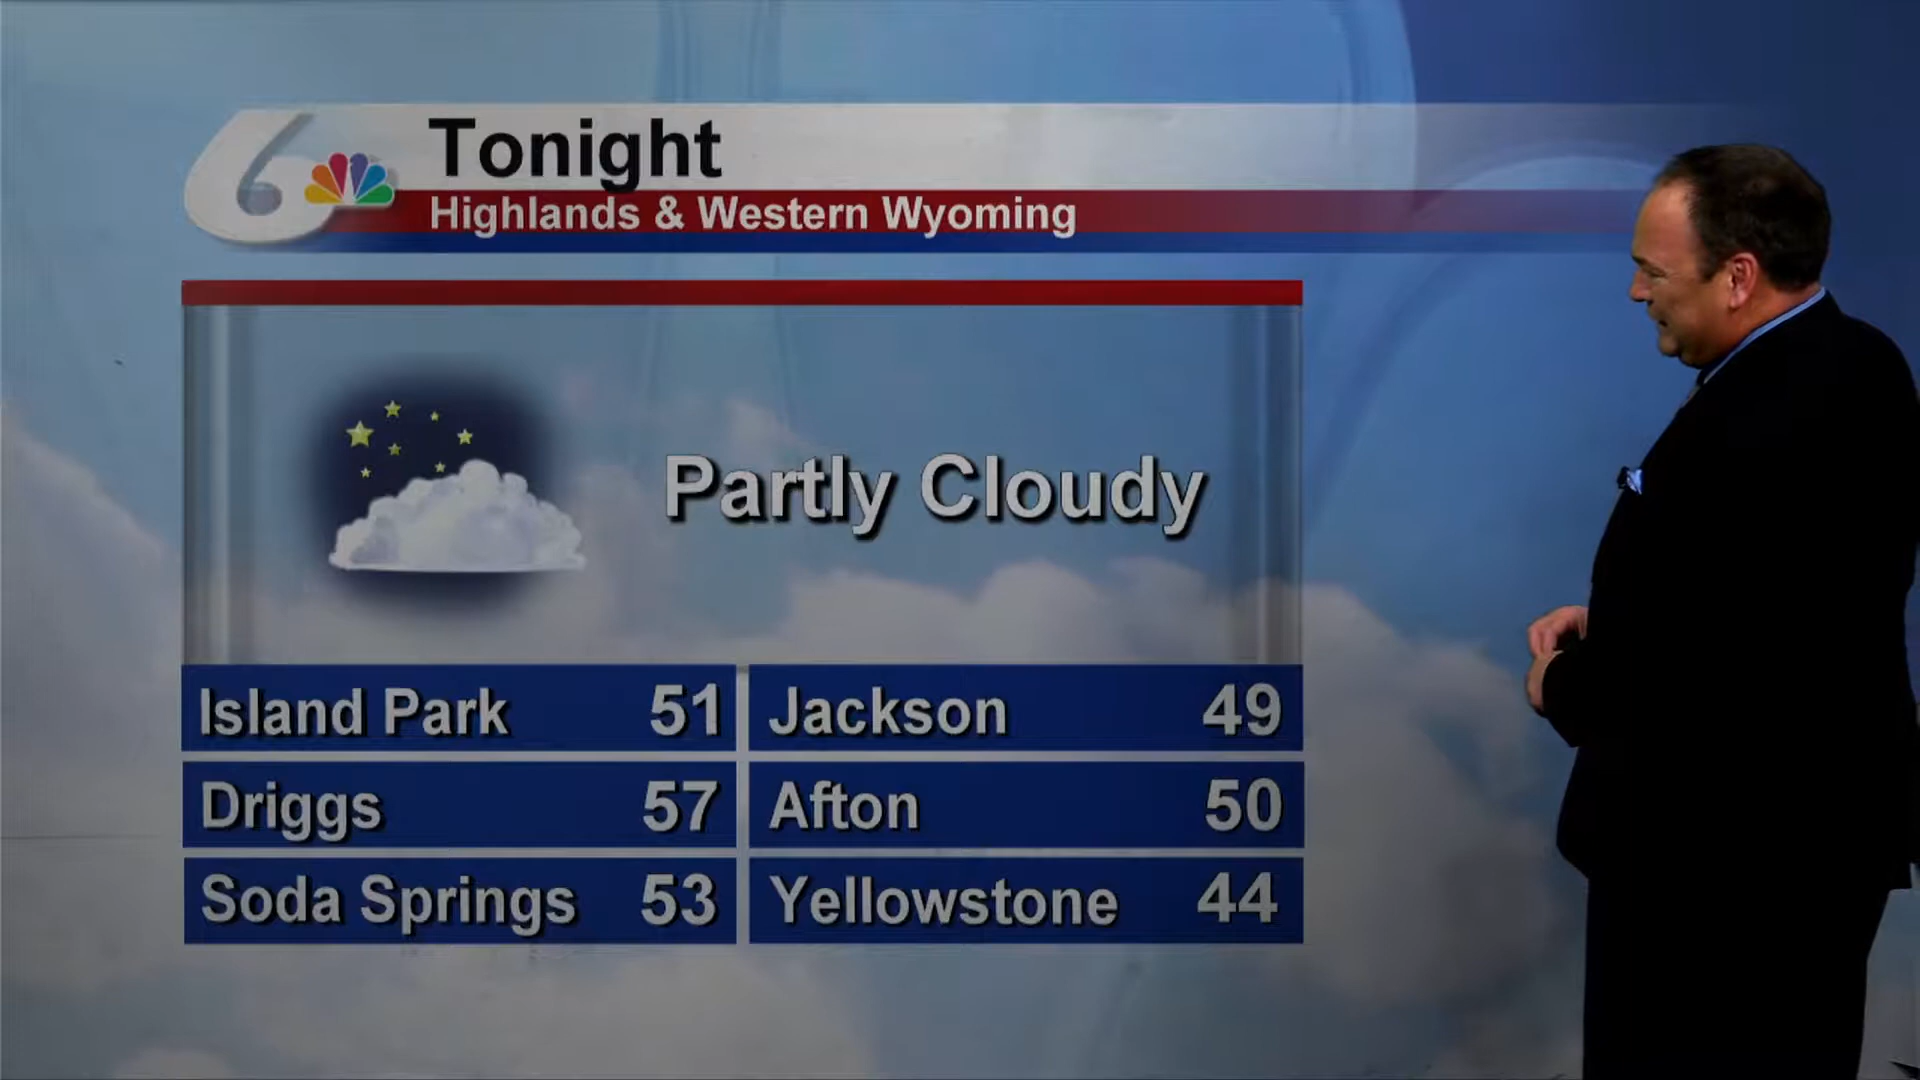 6
Tonight
Highlands & Western Wyoming
Partly Cloudy
Island Park 51
Jackson 49
Driggs 57
Afton 50
Soda Springs 53
Yellowstone 44